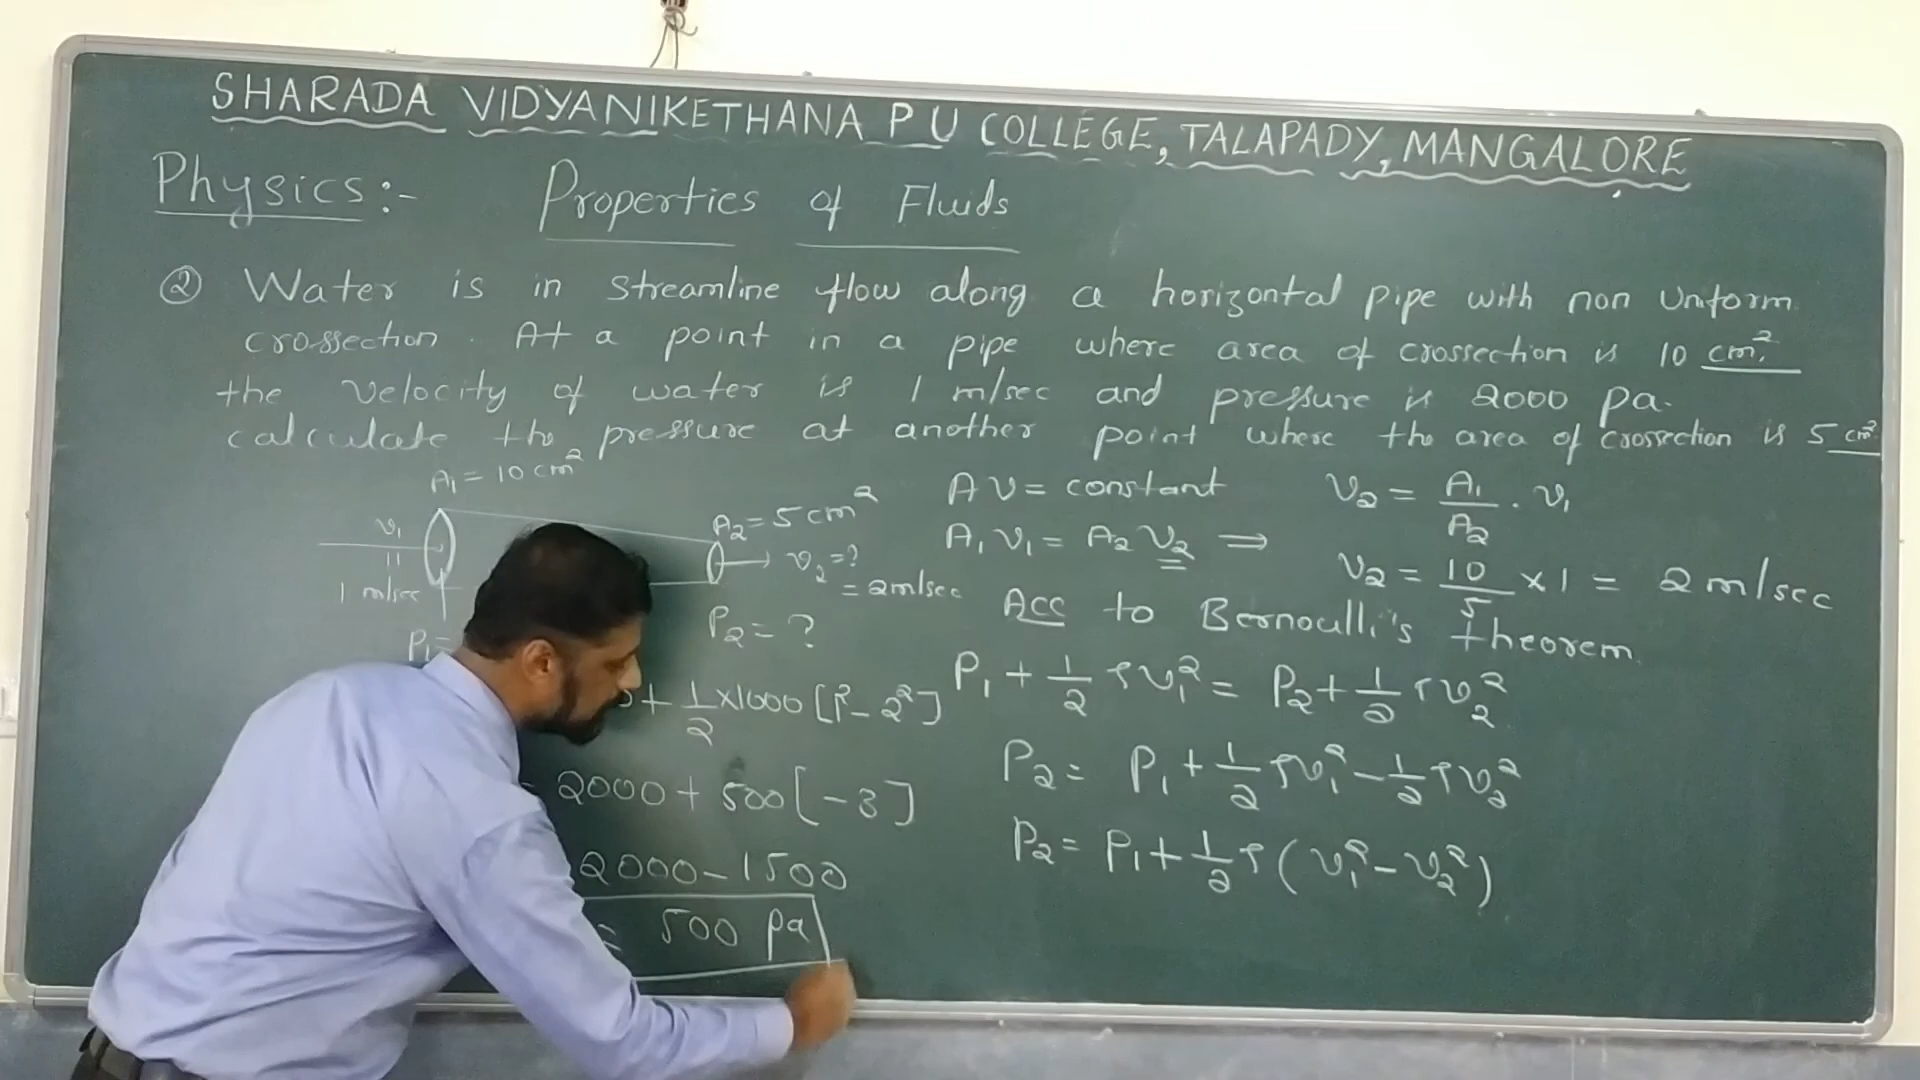 SHARADA VIDYANIKETHANA P U COLLEGE, TALAPADY, MANGALORE
Physics:- Properties of Fluids
② Water is in streamline flow along a horizontal pipe with non Uniform
crossection. At a point in a pipe where area of crossection is 10 cm².
the velocity of water is 1 m/sec and pressure is 2000 pa.
calculate the pressure at another point where the area of crossection is 5 cm²
A₁ = 10 cm²
v₁
11
1 m/sec
P₁=
A₂ = 5 cm²
v₂ = ?
= 2m/sec
P₂ = ?
+ 1/2 ×1000 [1² - 2²]
= 2000 + 500 [-3]
2000 - 1500
= 500 pa
A v = constant
A₁ v₁ = A₂ v₂ ⇒
v₂ = A₁/A₂ . v₁
v₂ = 10/5 × 1 = 2 m/sec
Acc to Bernoulli's theorem
P₁ + 1/2 ρv₁² = P₂ + 1/2 ρv₂²
P₂ = P₁ + 1/2 ρv₁² - 1/2 ρv₂²
P₂ = P₁ + 1/2 ρ (v₁² - v₂²)